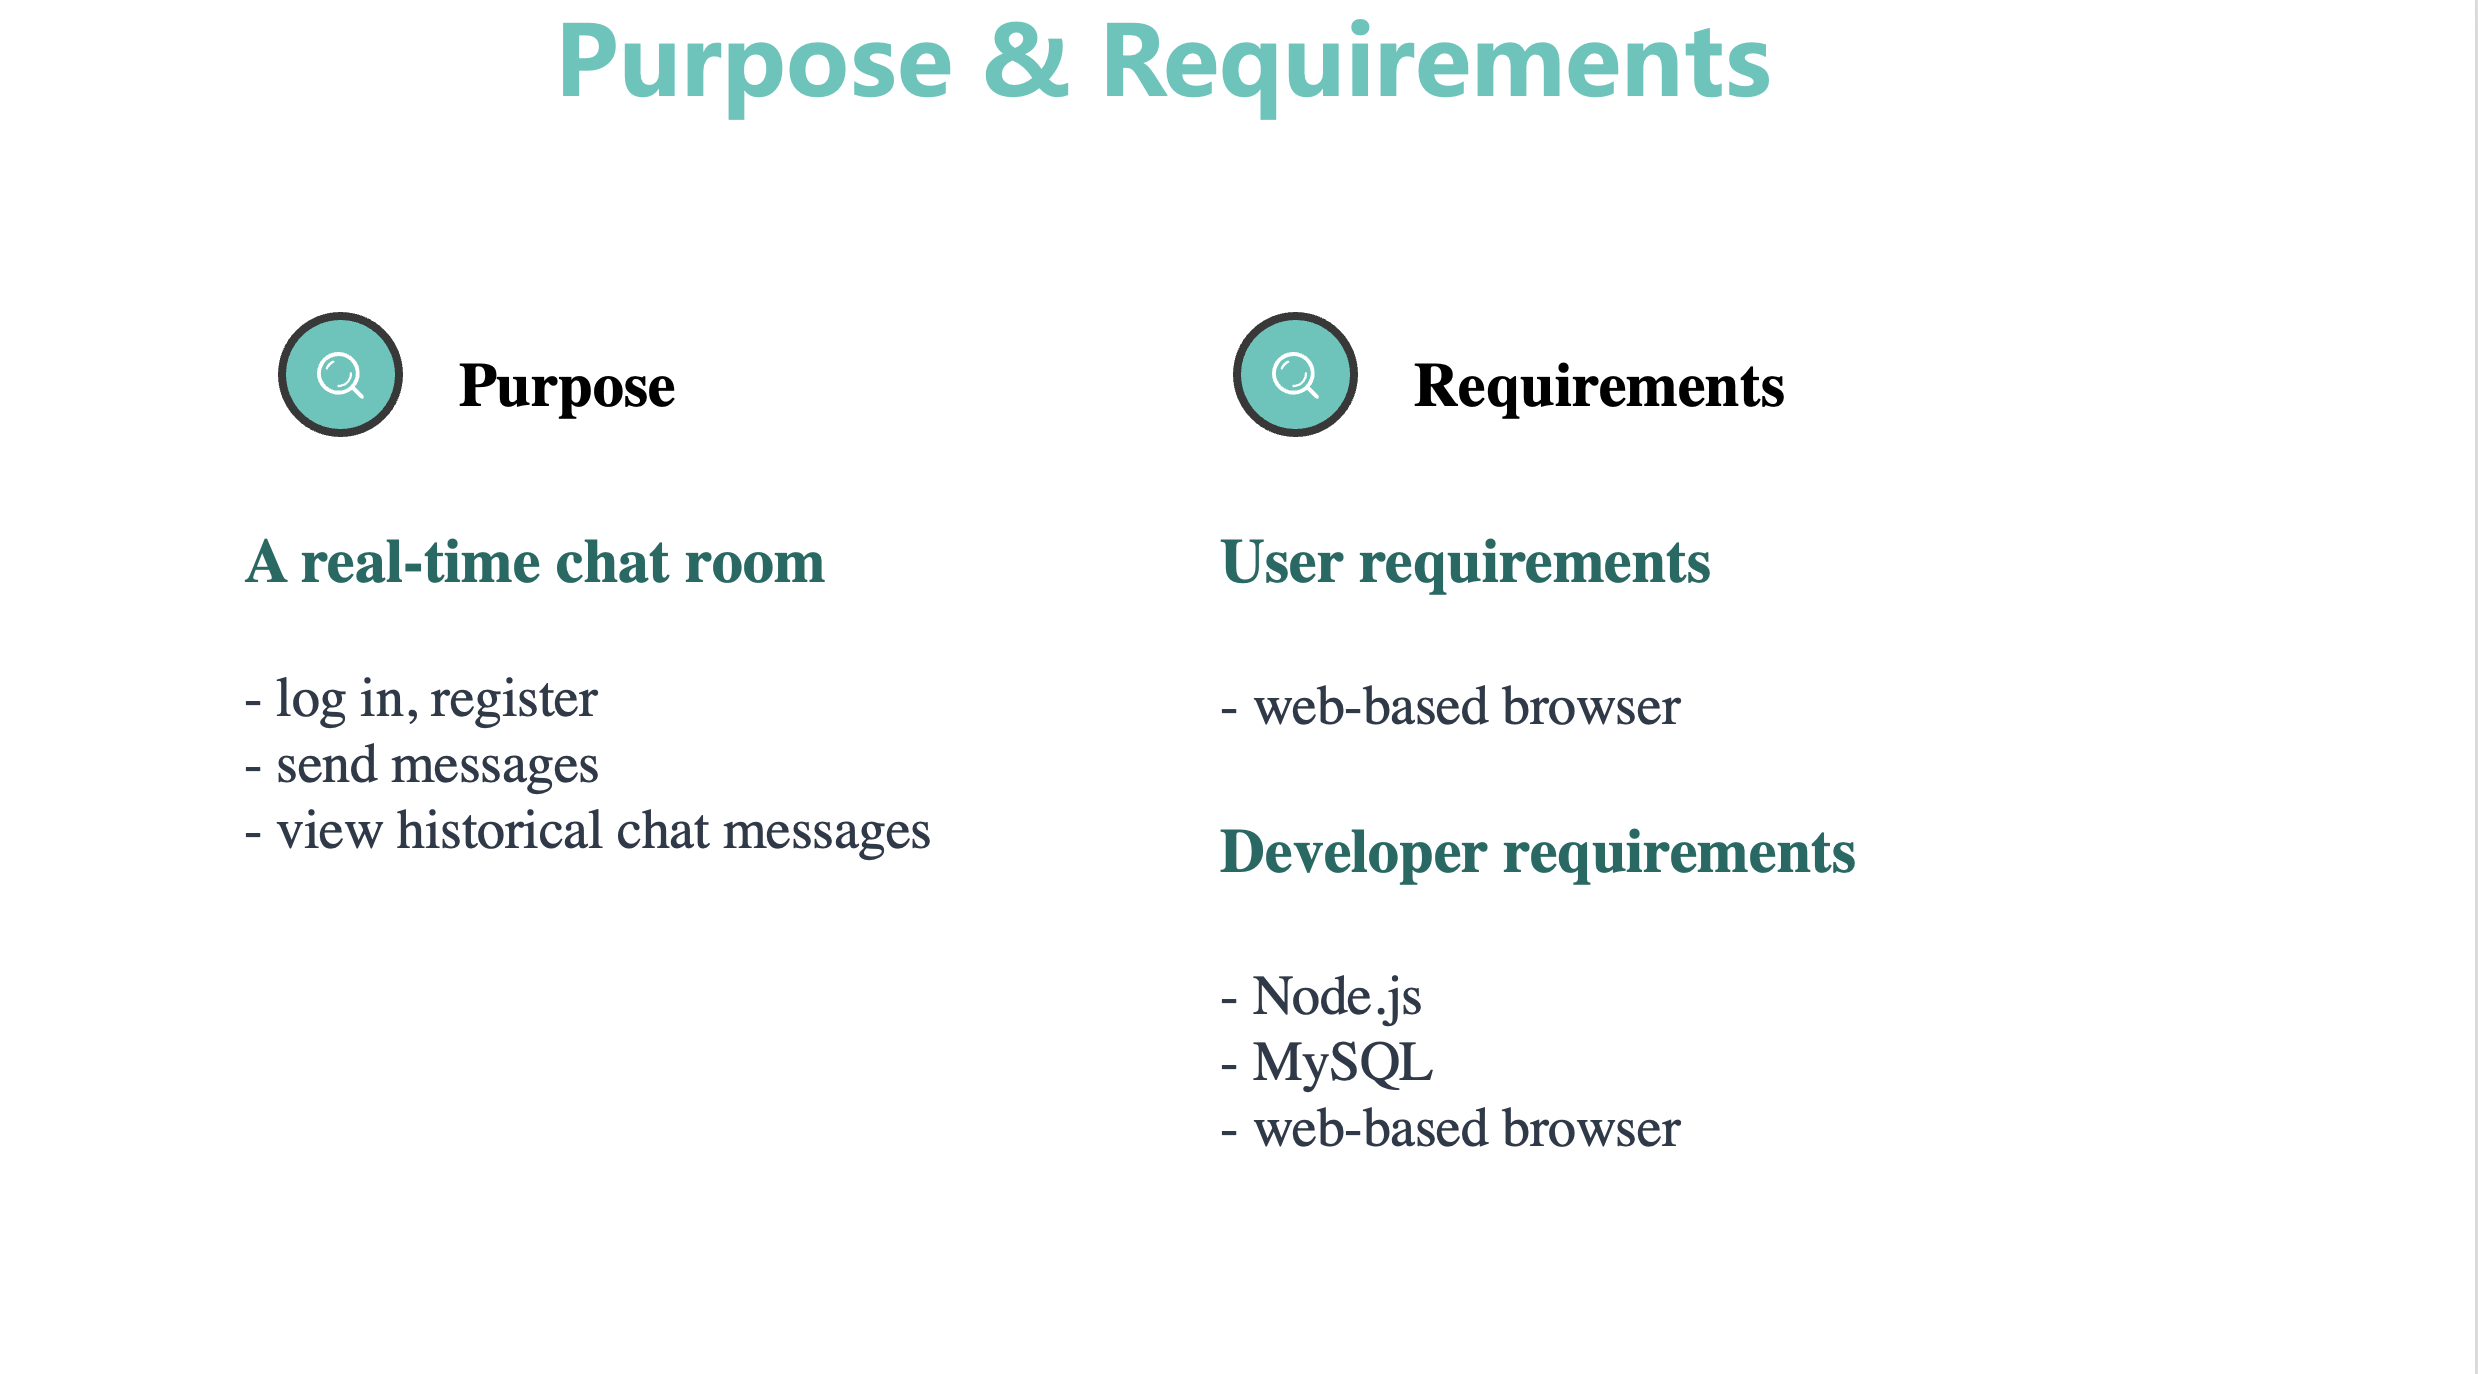 Purpose & Requirements
Purpose
A real-time chat room
- log in, register
- send messages
- view historical chat messages
Requirements
User requirements
- web-based browser
Developer requirements
- Node.js
- MySQL
- web-based browser